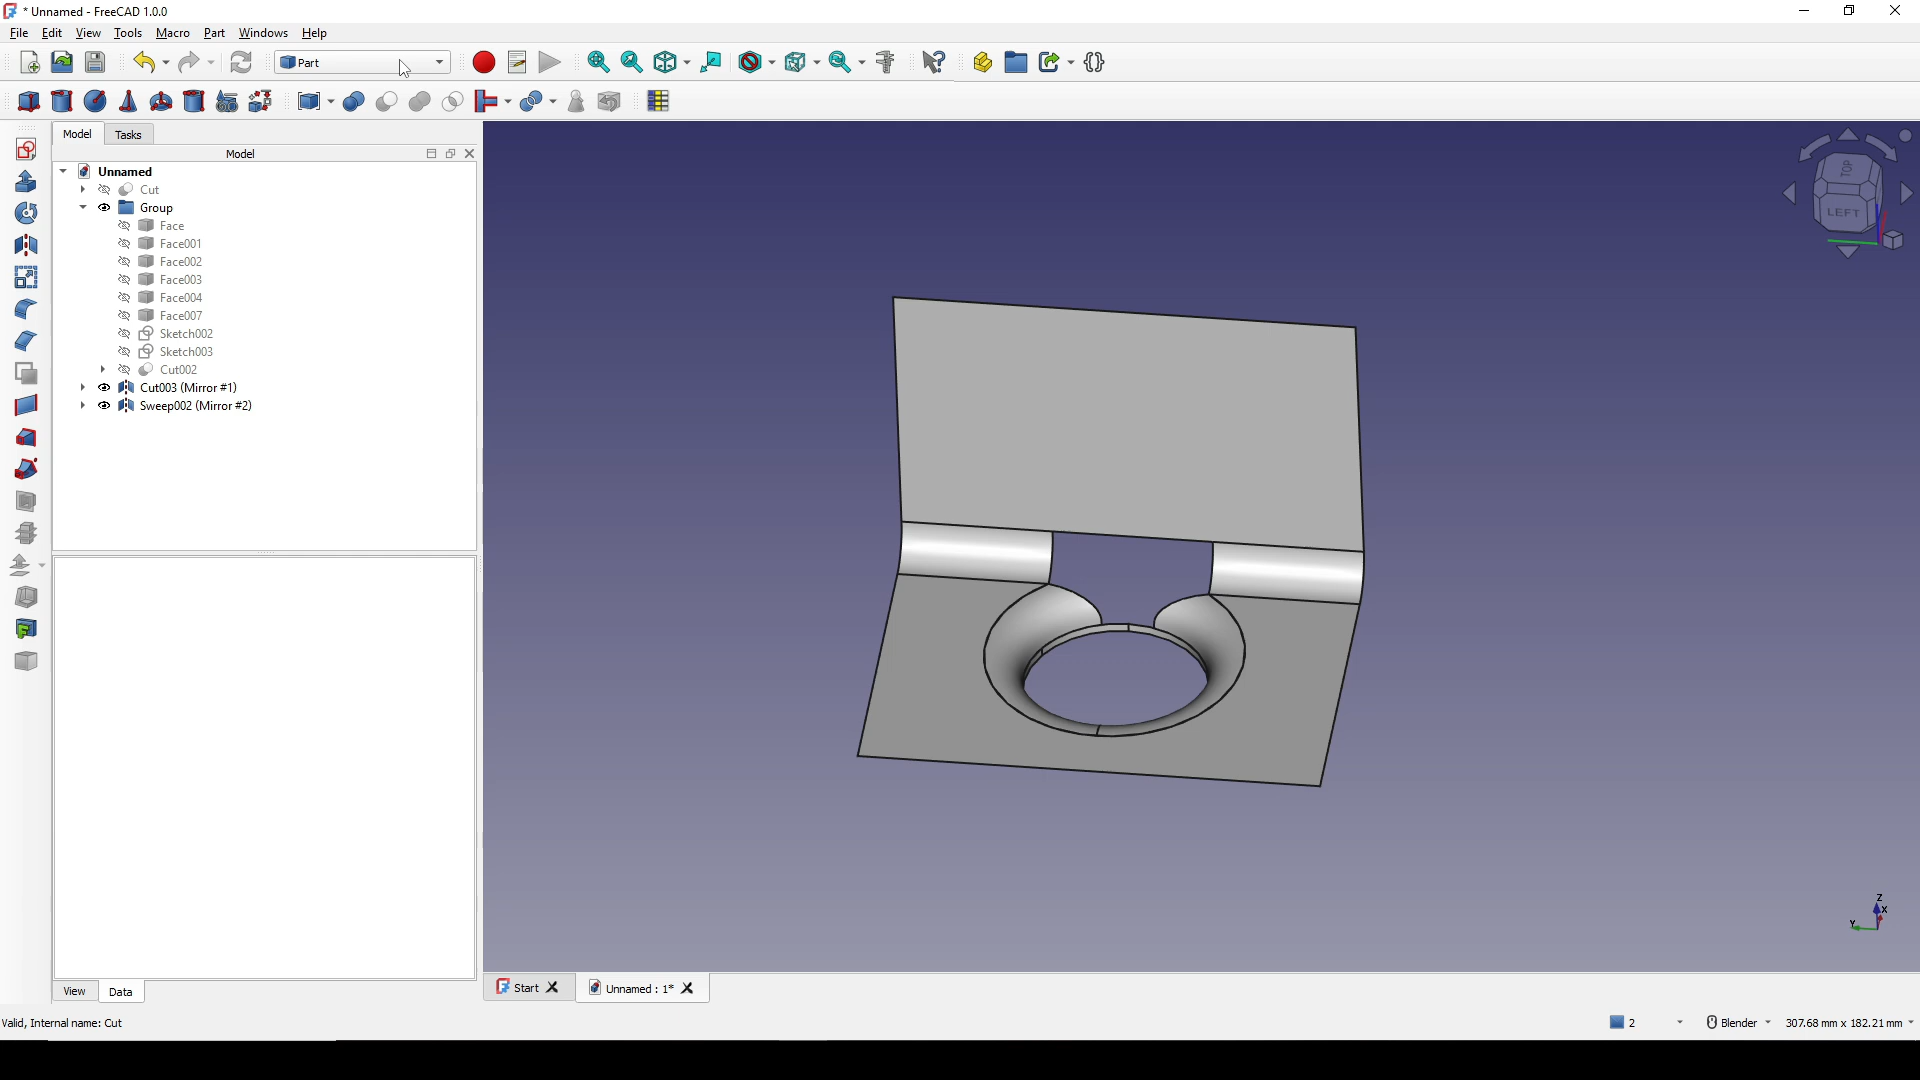 * Unnamed - FreeCAD 1.0.0
File Edit View Tools Macro Part Windows Help
Part
Model Tasks
Model
Unnamed
Cut
Group
Face
Face001
Face002
Face003
Face004
Face007
Sketch002
Sketch003
Cut002
Cut003 (Mirror #1)
Sweep002 (Mirror #2)
TOP
LEFT
Z
X
Y
View Data
Start Unnamed : 1*
Valid, Internal name: Cut
2 Blender 307.68 mm x 182.21 mm